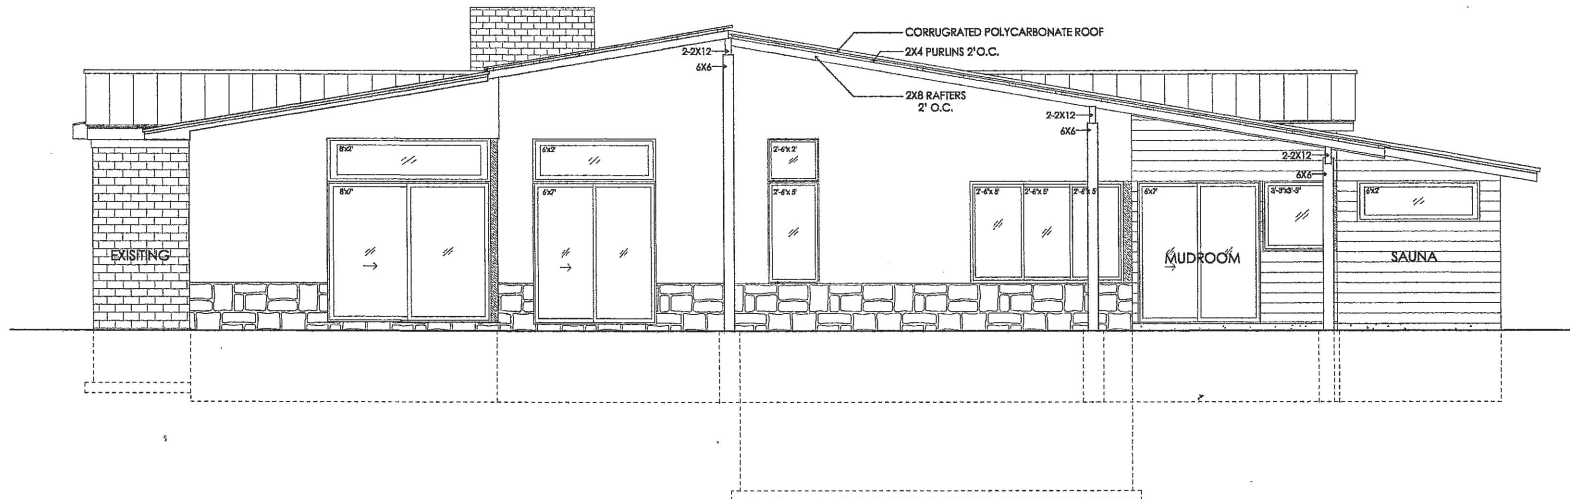 CORRUGRATED POLYCARBONATE ROOF
2-2X12
2X4 PURLINS 2'O.C.
6X6
2X8 RAFTERS
2' O.C.
2-2X12
6X6
2-2X12
6X6
8'x2'
6'x2'
2'-6"x 2'
8'x7'
6'x7'
2'-6"x 5'
2'-6"x 5'
2'-6"x 5'
2'-6"x 5'
6'x7'
3'-3"x3'-3"
6'x2'
EXISITING
MUDROOM
SAUNA